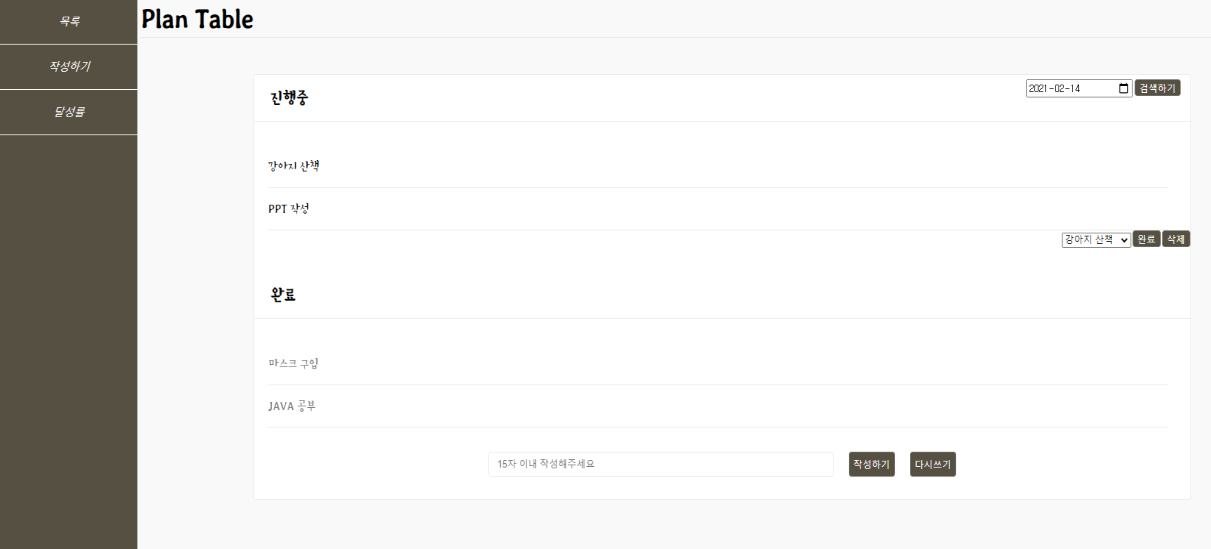 목록
작성하기
달성률
Plan Table
진행중
2021-02-14 검색하기
강아지 산책
PPT 작성
강아지 산책 완료 삭제
완료
마스크 구입
JAVA 공부
15자 이내 작성해주세요 작성하기 다시쓰기